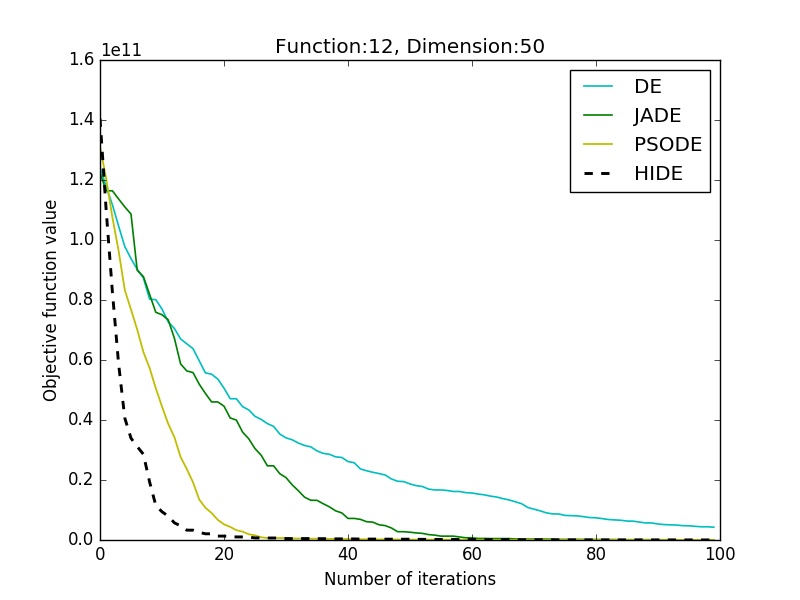 Function:12, Dimension:50
1e11
1.6
1.4
1.2
1.0
0.8
0.6
0.4
0.2
0.0
Objective function value
DE
JADE
PSODE
HIDE
0 20 40 60 80 100
Number of iterations